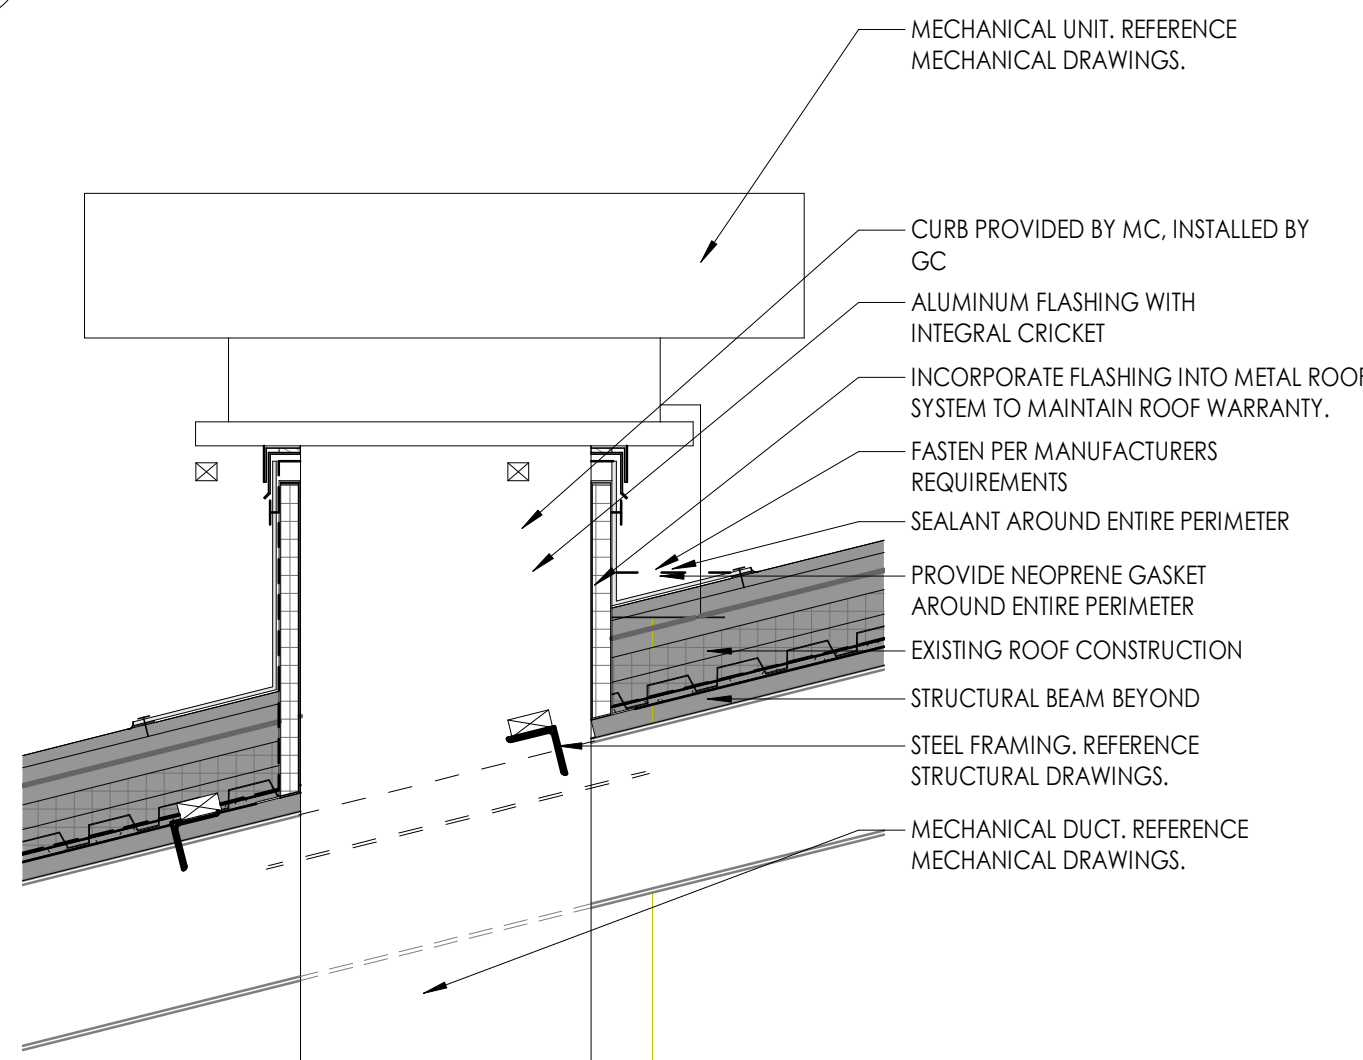 MECHANICAL UNIT. REFERENCE
MECHANICAL DRAWINGS.
CURB PROVIDED BY MC, INSTALLED BY
GC
ALUMINUM FLASHING WITH
INTEGRAL CRICKET
INCORPORATE FLASHING INTO METAL ROOF
SYSTEM TO MAINTAIN ROOF WARRANTY.
FASTEN PER MANUFACTURERS
REQUIREMENTS
SEALANT AROUND ENTIRE PERIMETER
PROVIDE NEOPRENE GASKET
AROUND ENTIRE PERIMETER
EXISTING ROOF CONSTRUCTION
STRUCTURAL BEAM BEYOND
STEEL FRAMING. REFERENCE
STRUCTURAL DRAWINGS.
MECHANICAL DUCT. REFERENCE
MECHANICAL DRAWINGS.